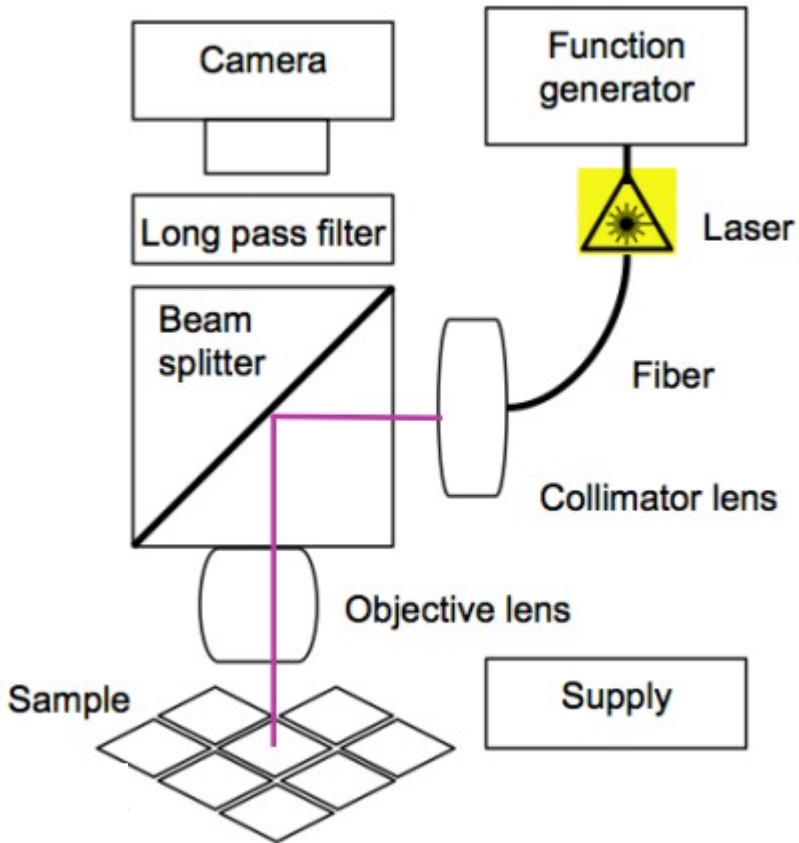 Camera
Function
generator
Long pass filter
Laser
Beam
splitter
Fiber
Collimator lens
Objective lens
Sample
Supply